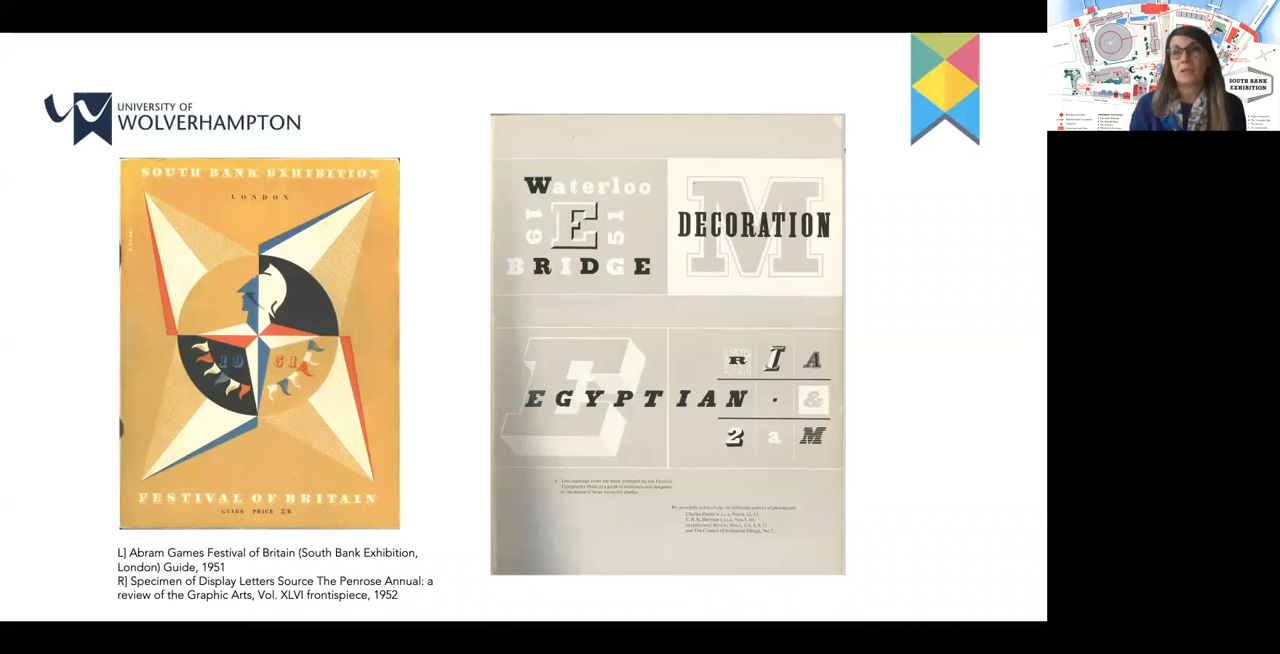 UNIVERSITY OF
WOLVERHAMPTON
SOUTH BANK EXHIBITION
LONDON
19 51
FESTIVAL OF BRITAIN
GUIDE PRICE 2/6
L] Abram Games Festival of Britain (South Bank Exhibition,
London) Guide, 1951
R] Specimen of Display Letters Source The Penrose Annual: a
review of the Graphic Arts, Vol. XLVI frontispiece, 1952
Waterloo
19 E 51
BRIDGE
M
DECORATION
E
EGYPTIAN · &
R I A
2 a M
SOUTH BANK
EXHIBITION